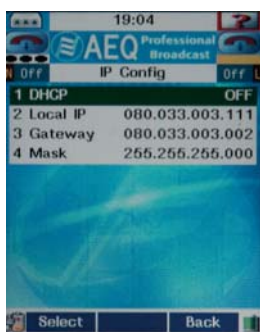 19:04
AEQ Professional Broadcast
N Off IP Config Off L
1 DHCP OFF
2 Local IP 080.033.003.111
3 Gateway 080.033.003.002
4 Mask 255.255.255.000
Select Back